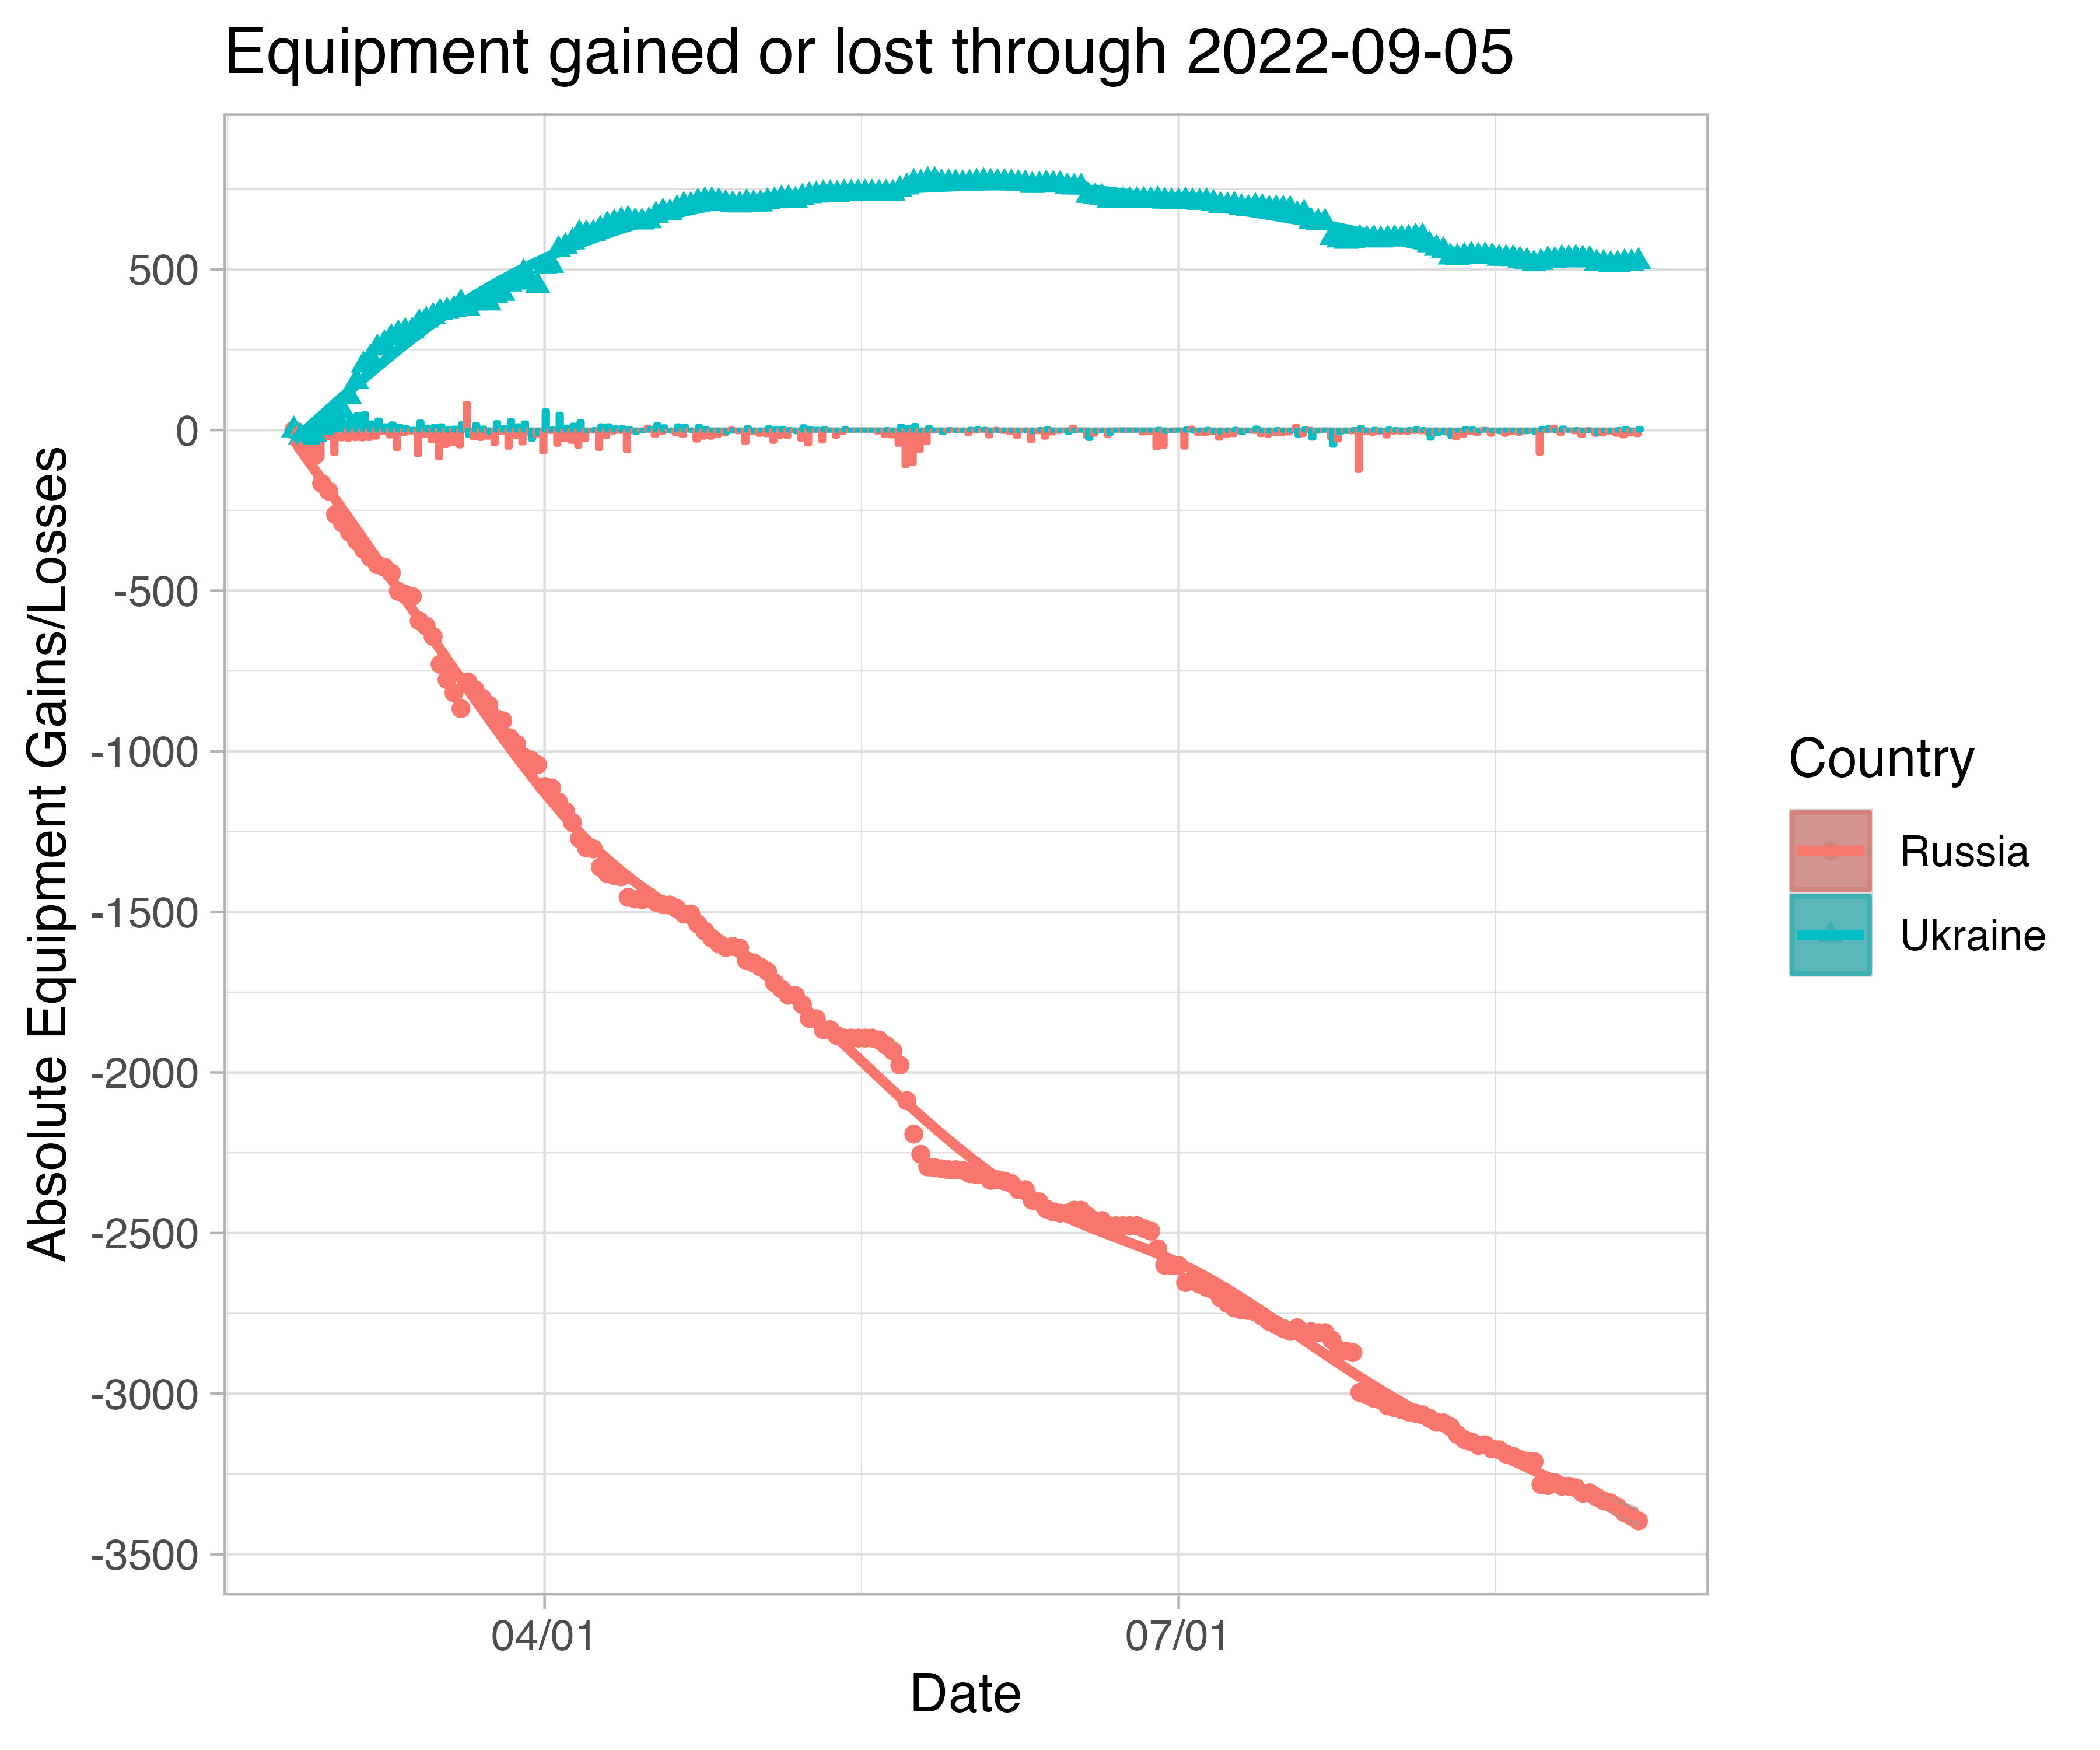 Equipment gained or lost through 2022-09-05
Absolute Equipment Gains/Losses
500
0
-500
-1000
-1500
-2000
-2500
-3000
-3500
04/01
07/01
Date
Country
Russia
Ukraine